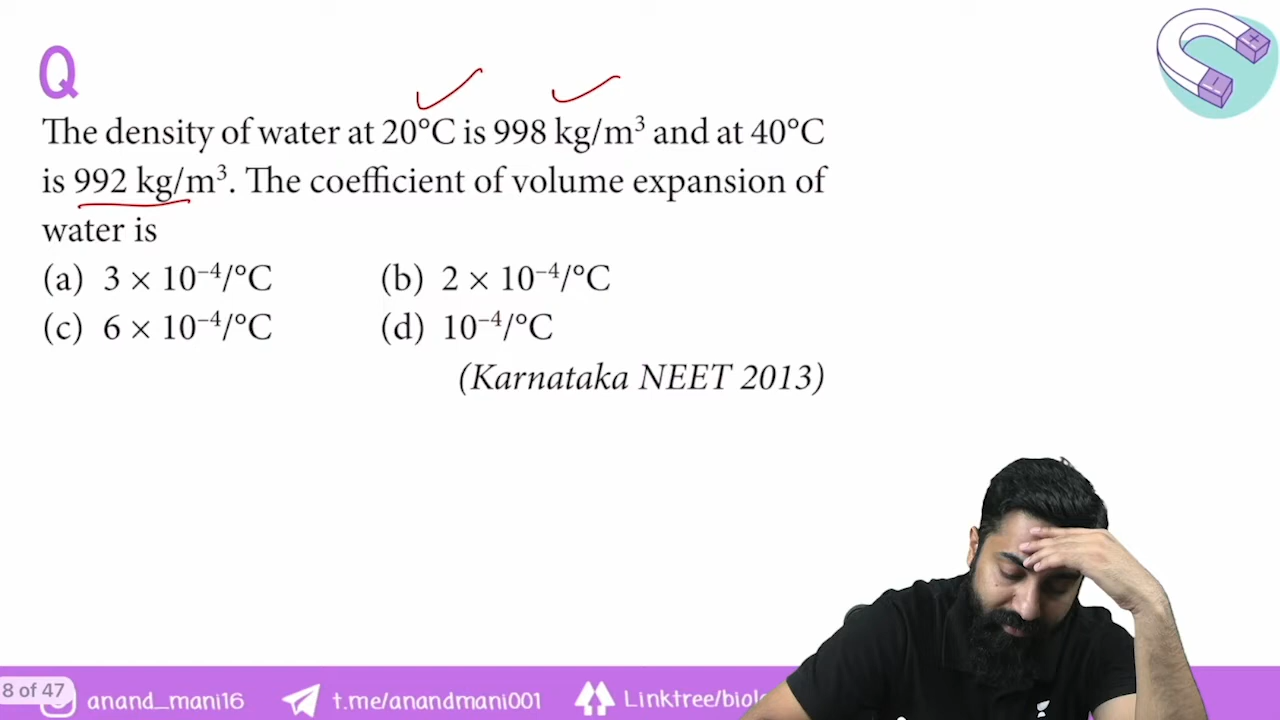 Q
The density of water at 20°C is 998 kg/m³ and at 40°C
is 992 kg/m³. The coefficient of volume expansion of
water is
(a) 3 × 10⁻⁴/°C (b) 2 × 10⁻⁴/°C
(c) 6 × 10⁻⁴/°C (d) 10⁻⁴/°C
(Karnataka NEET 2013)
8 of 47 anand_mani16 t.me/anandmani001